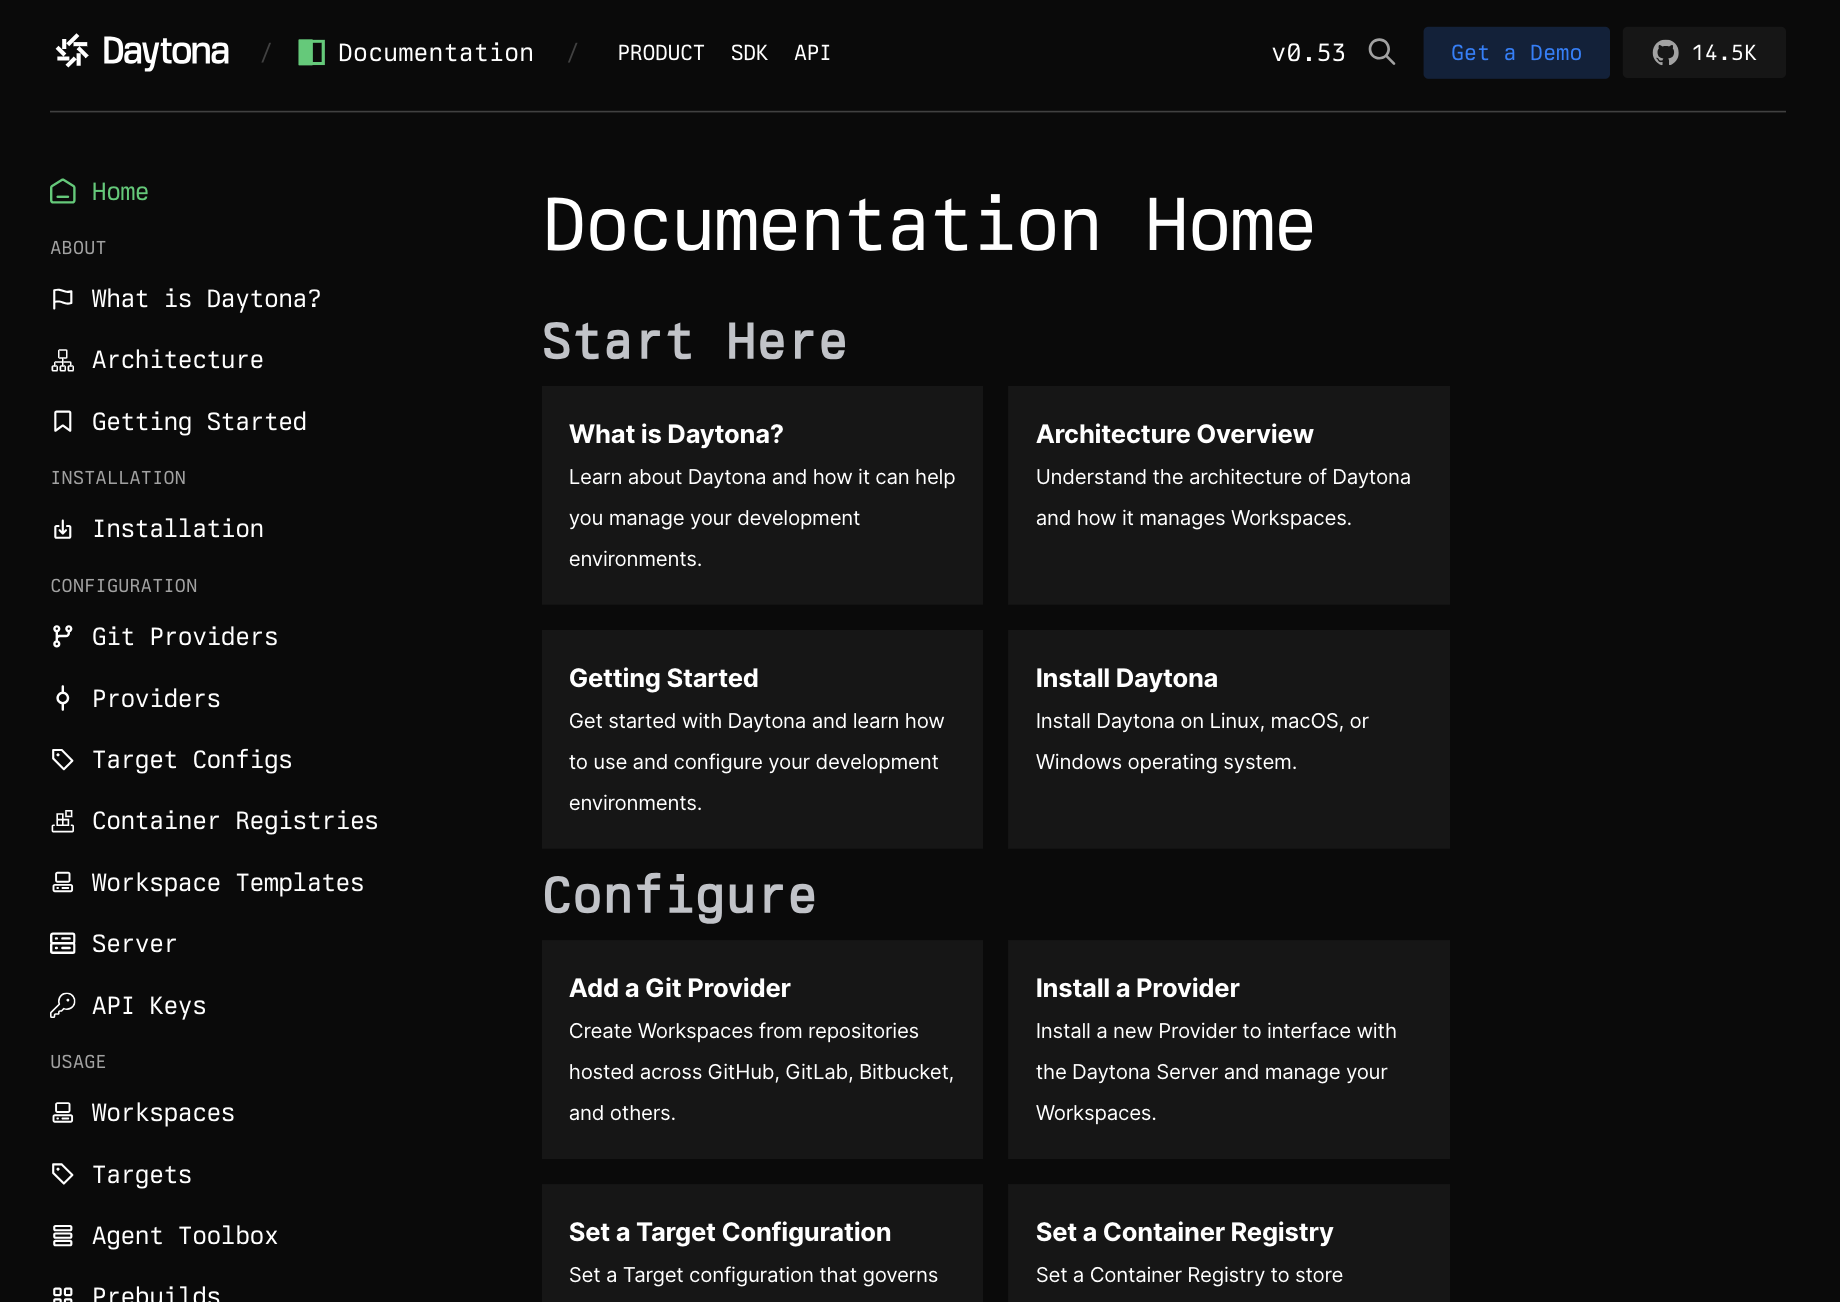 Daytona / Documentation / PRODUCT SDK API v0.53 Get a Demo 14.5K
Home
ABOUT
What is Daytona?
Architecture
Getting Started
INSTALLATION
Installation
CONFIGURATION
Git Providers
Providers
Target Configs
Container Registries
Workspace Templates
Server
API Keys
USAGE
Workspaces
Targets
Agent Toolbox
Prebuilds
Documentation Home
Start Here
What is Daytona?
Learn about Daytona and how it can help
you manage your development
environments.
Architecture Overview
Understand the architecture of Daytona
and how it manages Workspaces.
Getting Started
Get started with Daytona and learn how
to use and configure your development
environments.
Install Daytona
Install Daytona on Linux, macOS, or
Windows operating system.
Configure
Add a Git Provider
Create Workspaces from repositories
hosted across GitHub, GitLab, Bitbucket,
and others.
Install a Provider
Install a new Provider to interface with
the Daytona Server and manage your
Workspaces.
Set a Target Configuration
Set a Target configuration that governs
Set a Container Registry
Set a Container Registry to store